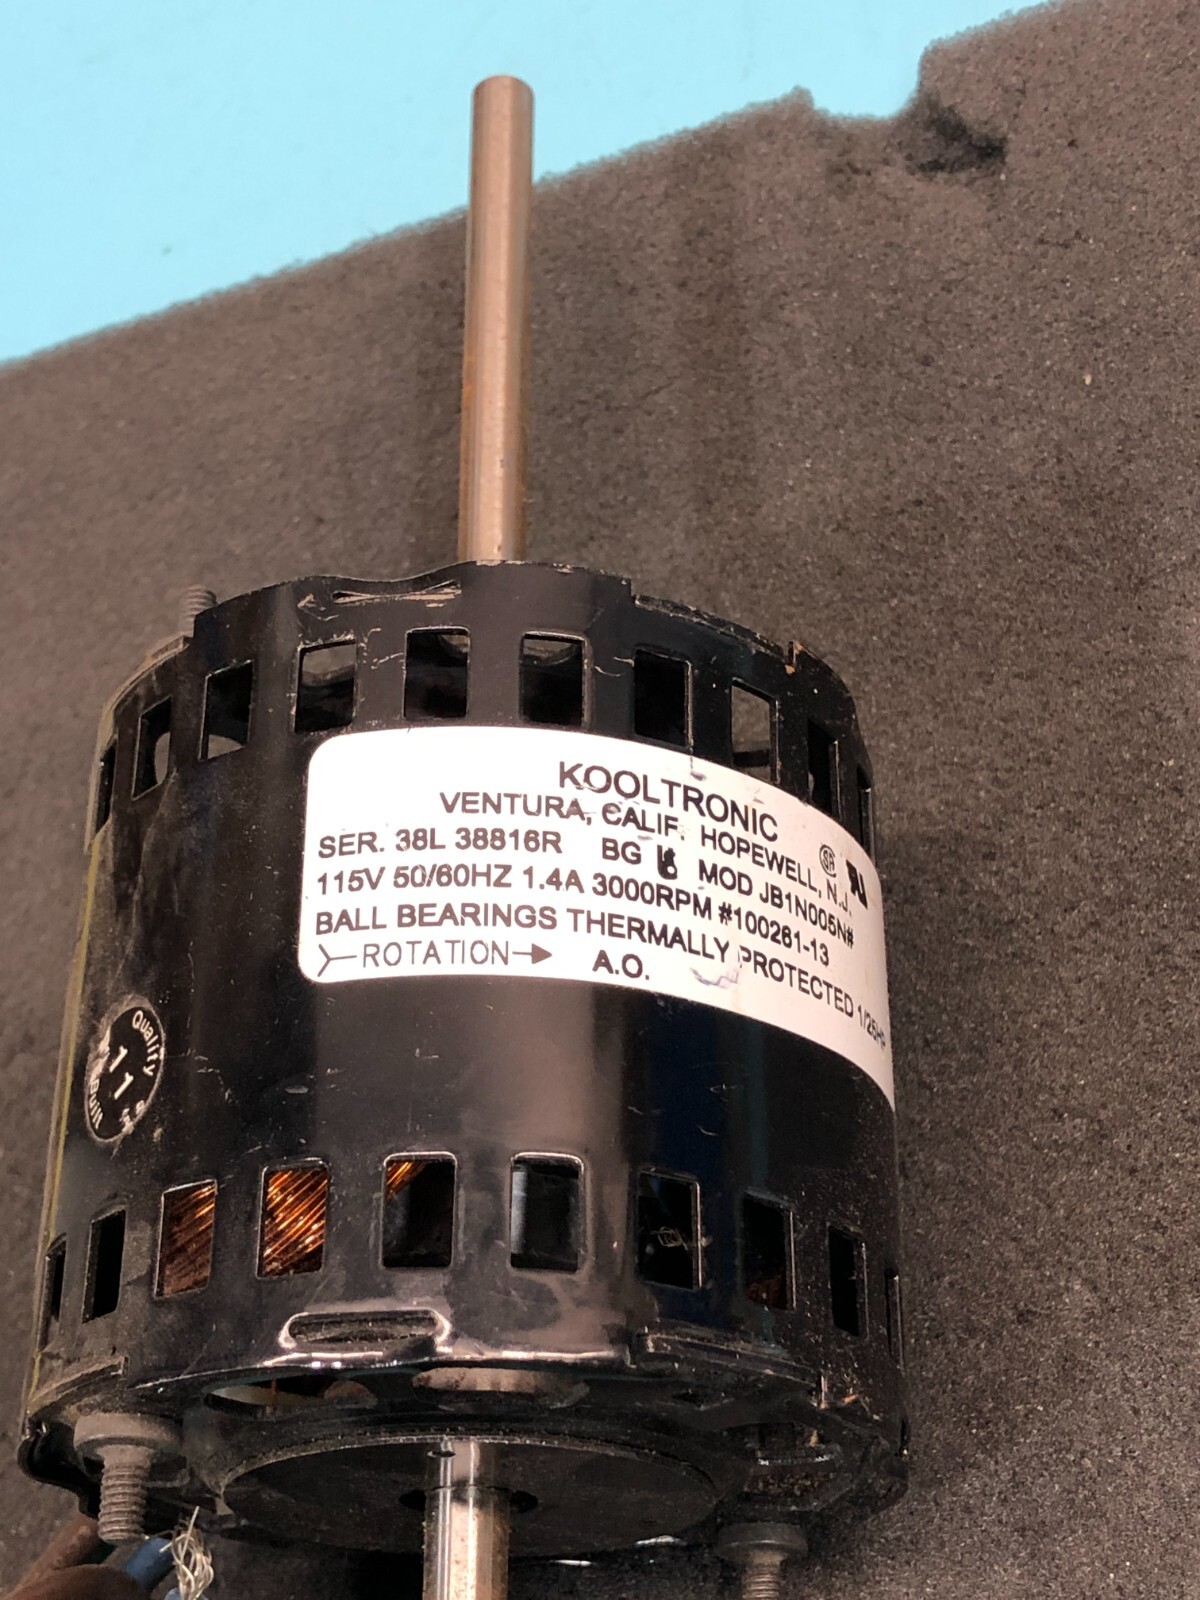 KOOLTRONIC
VENTURA, CALIF. HOPEWELL, N.J.
SER. 38L 38816R BG MOD JB1N005N#
115V 50/60HZ 1.4A 3000RPM #100261-13
BALL BEARINGS THERMALLY PROTECTED 1/25HP
ROTATION A.O.
Quality
11